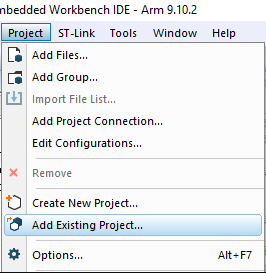 mbedded Workbench IDE - Arm 9.10.2
Project ST-Link Tools Window Help
Add Files...
Add Group...
Import File List...
Add Project Connection...
Edit Configurations...
Remove
Create New Project...
Add Existing Project...
Options... Alt+F7